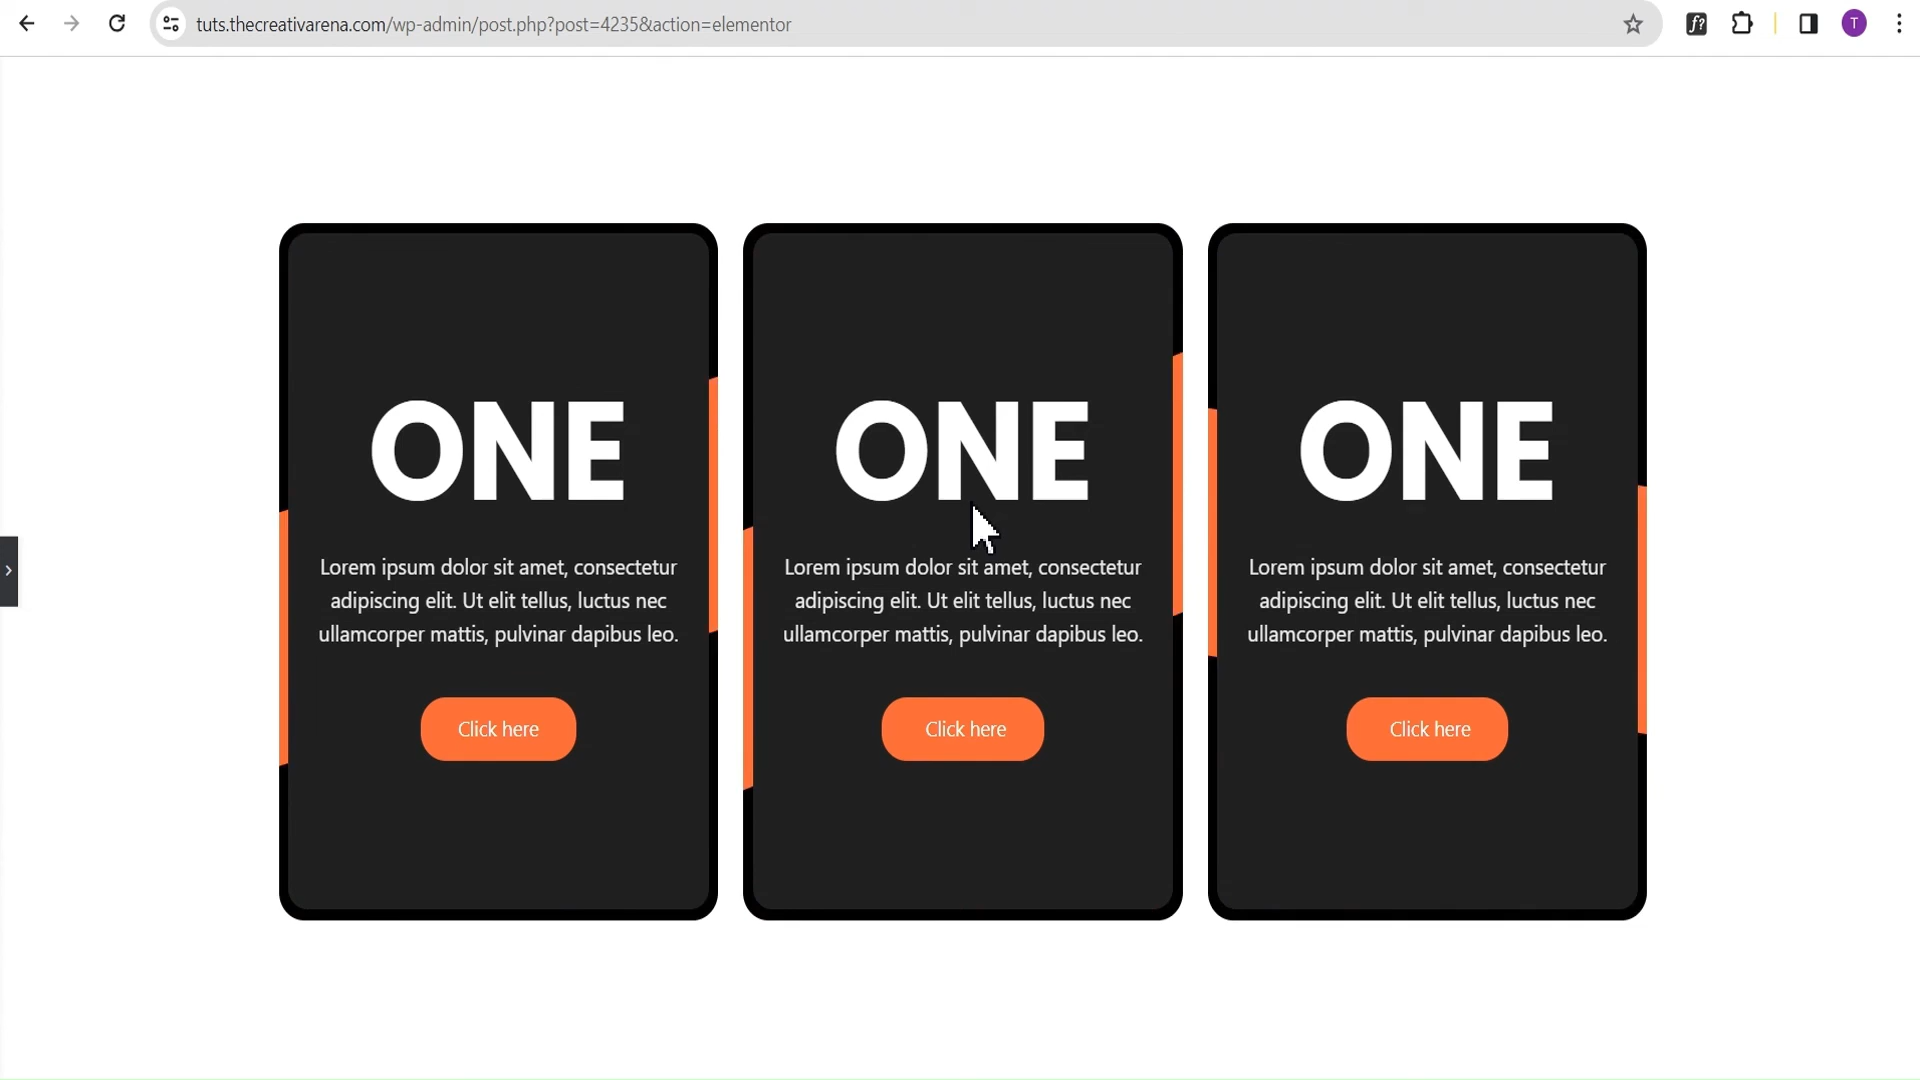 tuts.thecreativarena.com/wp-admin/post.php?post=4235&action=elementor
f?
T
ONE
Lorem ipsum dolor sit amet, consectetur
adipiscing elit. Ut elit tellus, luctus nec
ullamcorper mattis, pulvinar dapibus leo.
Click here
ONE
Lorem ipsum dolor sit amet, consectetur
adipiscing elit. Ut elit tellus, luctus nec
ullamcorper mattis, pulvinar dapibus leo.
Click here
ONE
Lorem ipsum dolor sit amet, consectetur
adipiscing elit. Ut elit tellus, luctus nec
ullamcorper mattis, pulvinar dapibus leo.
Click here